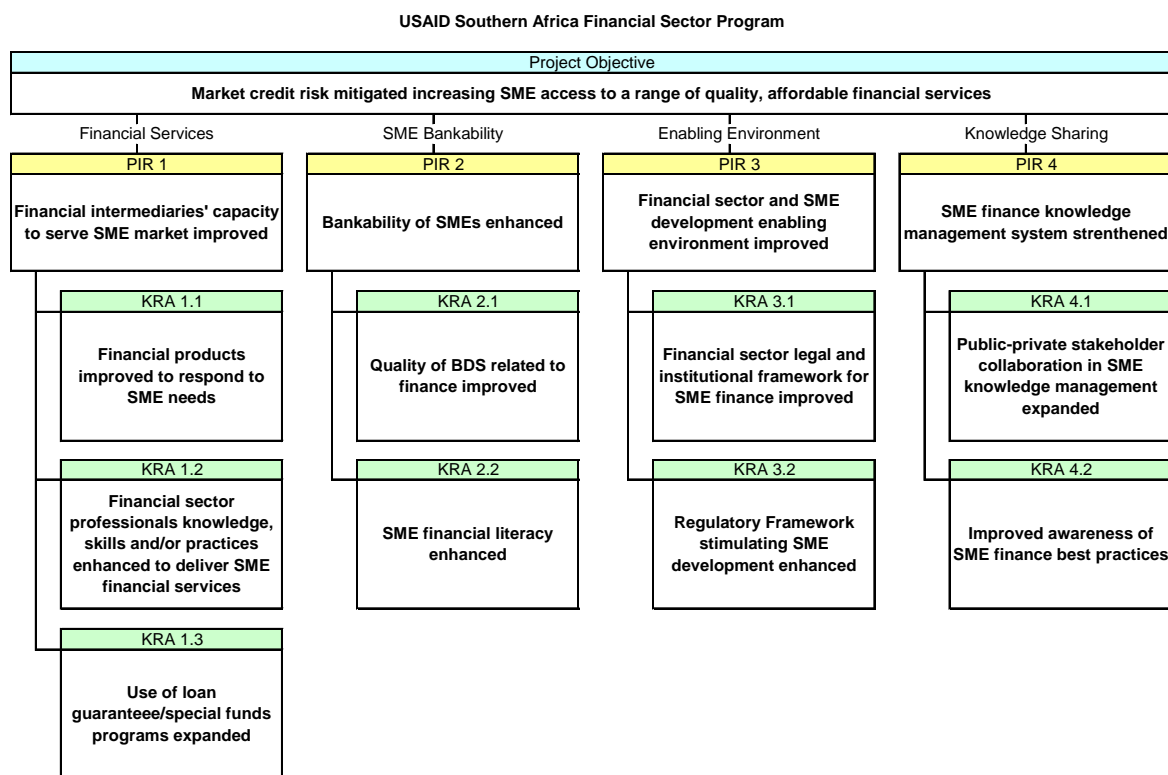 USAID Southern Africa Financial Sector Program
Project Objective
Market credit risk mitigated increasing SME access to a range of quality, affordable financial services
Financial Services
PIR 1
Financial intermediaries' capacity
to serve SME market improved
KRA 1.1
Financial products
improved to respond to
SME needs
KRA 1.2
Financial sector
professionals knowledge,
skills and/or practices
enhanced to deliver SME
financial services
KRA 1.3
Use of loan
guaranteee/special funds
programs expanded
SME Bankability
PIR 2
Bankability of SMEs enhanced
KRA 2.1
Quality of BDS related to
finance improved
KRA 2.2
SME financial literacy
enhanced
Enabling Environment
PIR 3
Financial sector and SME
development enabling
environment improved
KRA 3.1
Financial sector legal and
institutional framework for
SME finance improved
KRA 3.2
Regulatory Framework
stimulating SME
development enhanced
Knowledge Sharing
PIR 4
SME finance knowledge
management system strenthened
KRA 4.1
Public-private stakeholder
collaboration in SME
knowledge management
expanded
KRA 4.2
Improved awareness of
SME finance best practices